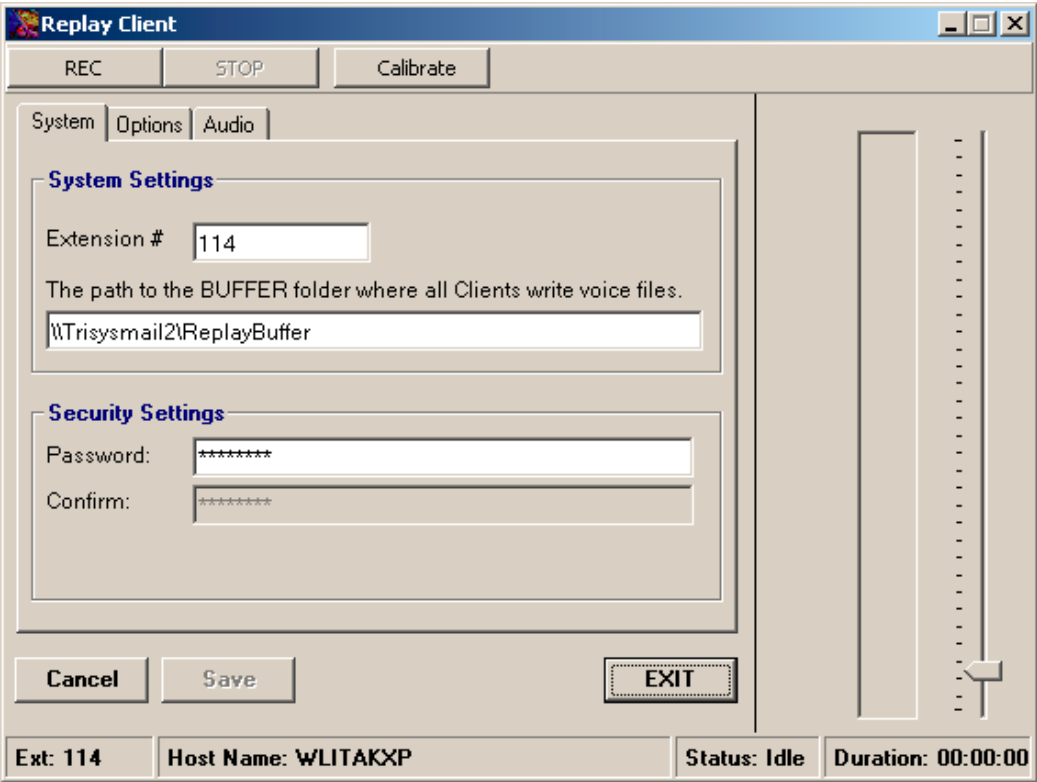 Replay Client
REC STOP Calibrate
System Options Audio
System Settings
Extension # 114
The path to the BUFFER folder where all Clients write voice files.
\\Trisysmail2\ReplayBuffer
Security Settings
Password: ********
Confirm: ********
Cancel Save EXIT
Ext: 114 Host Name: WLITAKXP Status: Idle Duration: 00:00:00